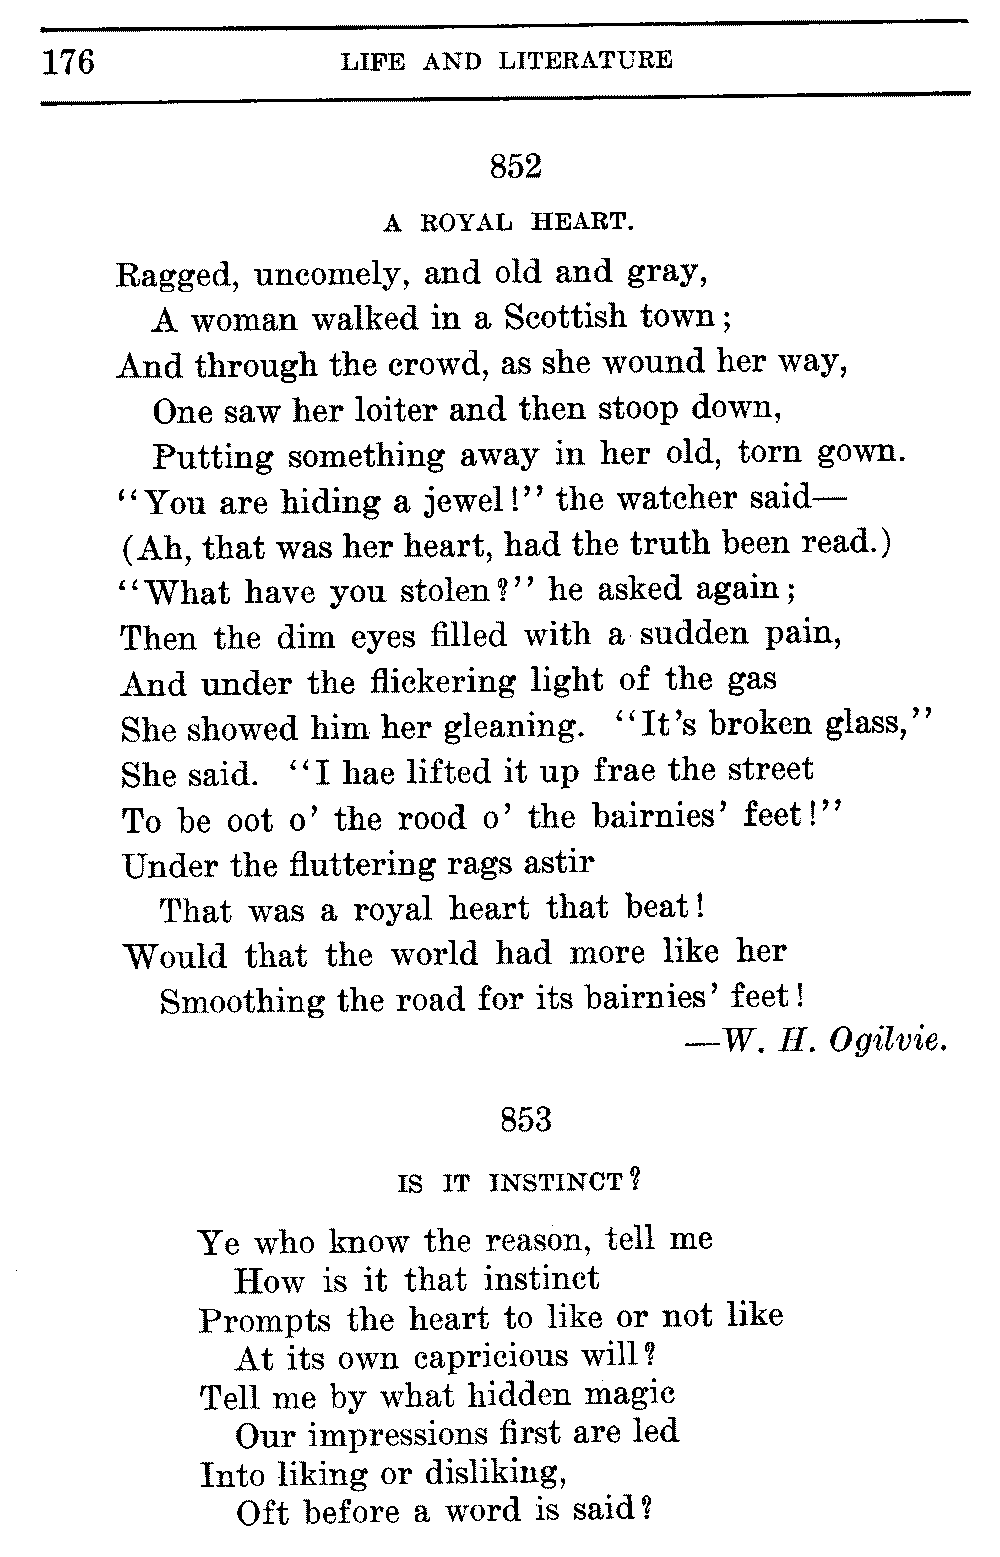 176 LIFE AND LITERATURE
852
A ROYAL HEART.
Ragged, uncomely, and old and gray,
A woman walked in a Scottish town;
And through the crowd, as she wound her way,
One saw her loiter and then stoop down,
Putting something away in her old, torn gown.
"You are hiding a jewel!" the watcher said—
(Ah, that was her heart, had the truth been read.)
"What have you stolen?" he asked again;
Then the dim eyes filled with a sudden pain,
And under the flickering light of the gas
She showed him her gleaning. "It's broken glass,"
She said. "I hae lifted it up frae the street
To be oot o' the rood o' the bairnies' feet!"
Under the fluttering rags astir
That was a royal heart that beat!
Would that the world had more like her
Smoothing the road for its bairnies' feet!
—W. H. Ogilvie.
853
IS IT INSTINCT?
Ye who know the reason, tell me
How is it that instinct
Prompts the heart to like or not like
At its own capricious will?
Tell me by what hidden magic
Our impressions first are led
Into liking or disliking,
Oft before a word is said?